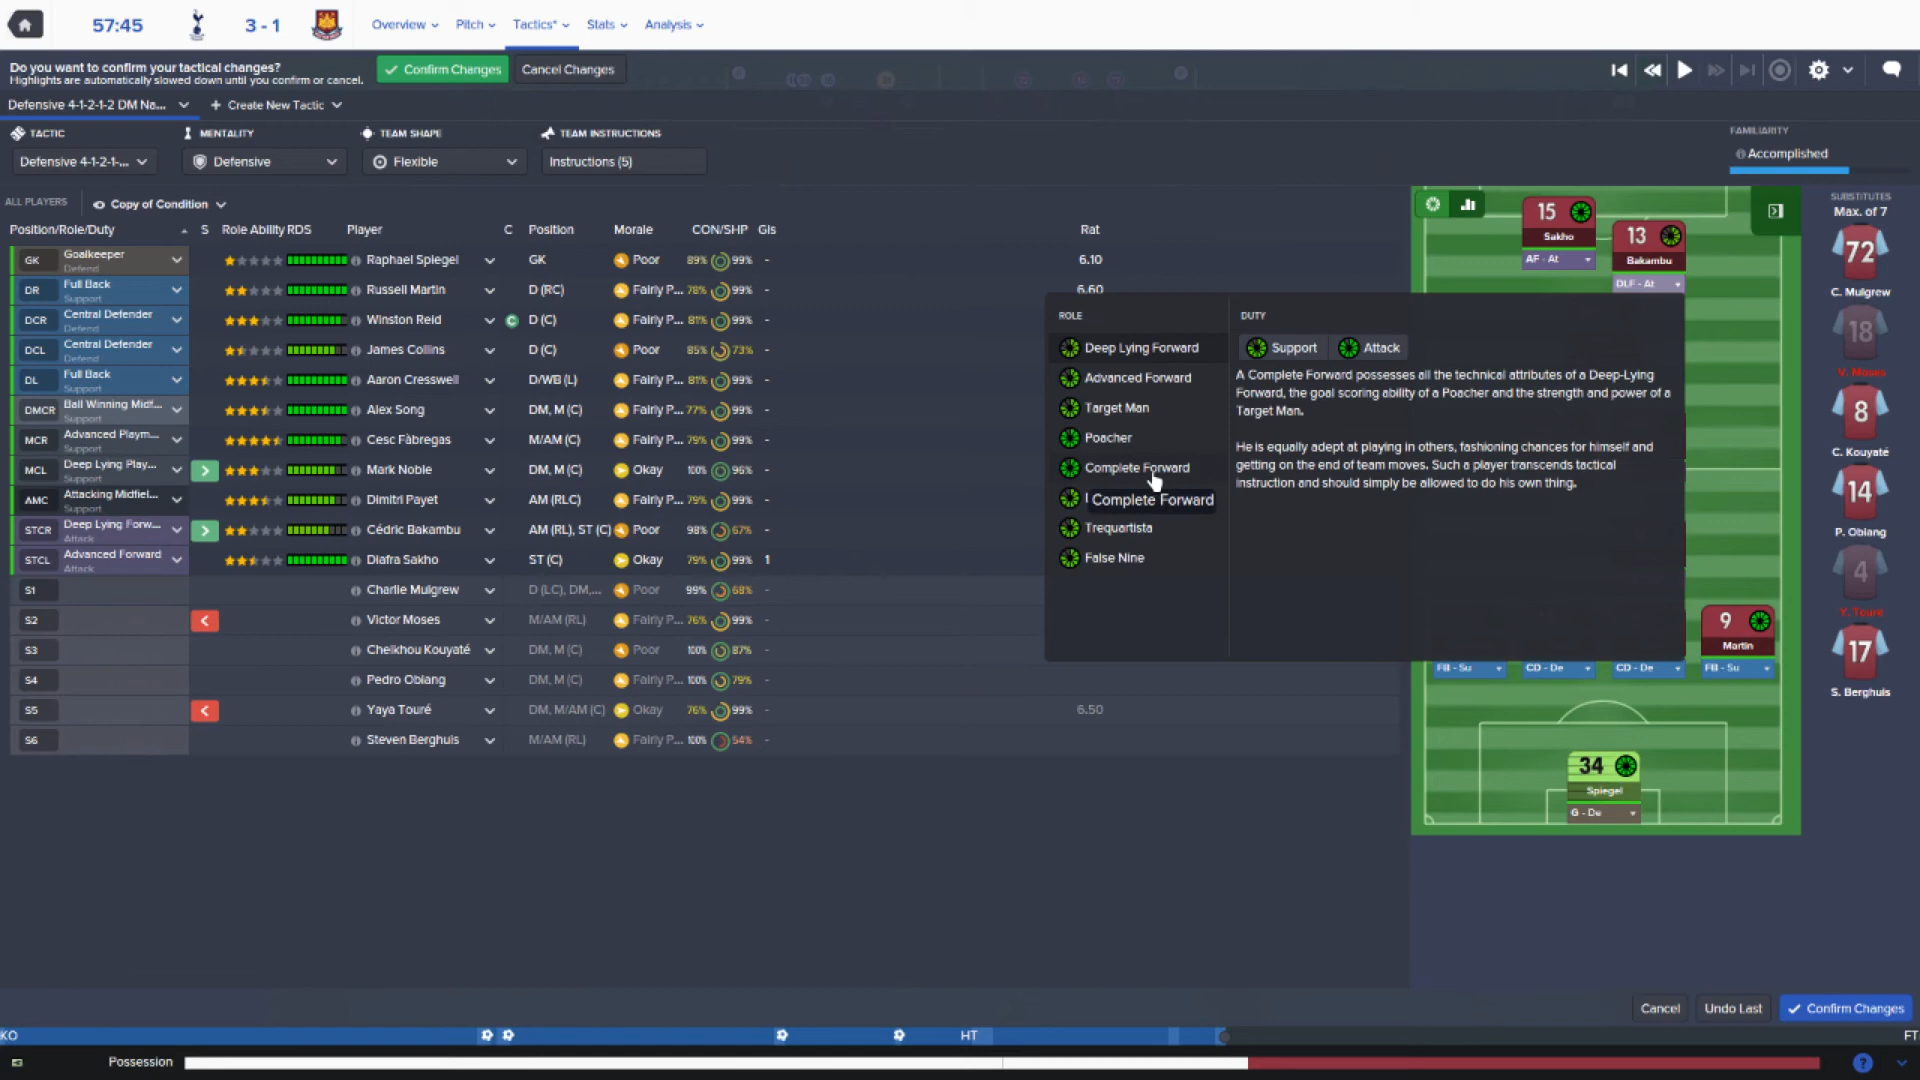 57:45
3 - 1
Overview
Pitch
Tactics*
Stats
Analysis
Do you want to confirm your tactical changes?
Highlights are automatically slowed down until you confirm or cancel.
Confirm Changes
Cancel Changes
Defensive 4-1-2-1-2 DM Na...
Create New Tactic
TACTIC
MENTALITY
TEAM SHAPE
TEAM INSTRUCTIONS
FAMILIARITY
Defensive 4-1-2-1-...
Defensive
Flexible
Instructions (5)
Accomplished
ALL PLAYERS
Copy of Condition
Position/Role/Duty S Role Ability RDS Player C Position Morale CON/SHP Gls Rat
GK Goalkeeper Defend Raphael Spiegel GK Poor 89% 99% - 6.10
DR Full Back Support Russell Martin D (RC) Fairly P... 78% 99% - 6.60
DCR Central Defender Defend Winston Reid C D (C) Fairly P... 81% 99% -
DCL Central Defender Defend James Collins D (C) Poor 85% 73% -
DL Full Back Support Aaron Cresswell D/WB (L) Fairly P... 81% 99% -
DMCR Ball Winning Midf... Support Alex Song DM, M (C) Fairly P... 77% 99% -
MCR Advanced Playm... Support Cesc Fàbregas M/AM (C) Fairly P... 79% 99% -
MCL Deep Lying Play... Support Mark Noble DM, M (C) Okay 100% 96% -
AMC Attacking Midfiel... Support Dimitri Payet AM (RLC) Fairly P... 79% 99% -
STCR Deep Lying Forw... Attack Cédric Bakambu AM (RL), ST (C) Poor 98% 67% -
STCL Advanced Forward Attack Diafra Sakho ST (C) Okay 79% 99% 1
S1 Charlie Mulgrew D (LC), DM,... Poor 99% 68% -
S2 Victor Moses M/AM (RL) Fairly P... 76% 99% -
S3 Cheikhou Kouyaté DM, M (C) Poor 100% 87% -
S4 Pedro Obiang DM, M (C) Fairly P... 100% 79% -
S5 Yaya Touré DM, M/AM (C) Okay 76% 99% - 6.50
S6 Steven Berghuis M/AM (RL) Fairly P... 100% 54% -
ROLE
Deep Lying Forward
Advanced Forward
Target Man
Poacher
Complete Forward
Complete Forward
Trequartista
False Nine
DUTY
Support
Attack
A Complete Forward possesses all the technical attributes of a Deep-Lying
Forward, the goal scoring ability of a Poacher and the strength and power of a
Target Man.
He is equally adept at playing in others, fashioning chances for himself and
getting on the end of team moves. Such a player transcends tactical
instruction and should simply be allowed to do his own thing.
15
Sakho
AF - At
13
Bakambu
DLF - At
9
Martin
FB - Su
CD - De
CD - De
FB - Su
34
Spiegel
G - De
SUBSTITUTES
Max. of 7
72
C. Mulgrew
18
V. Moses
8
C. Kouyaté
14
P. Obiang
4
Y. Touré
17
S. Berghuis
Cancel
Undo Last
Confirm Changes
KO
HT
FT
Possession
?